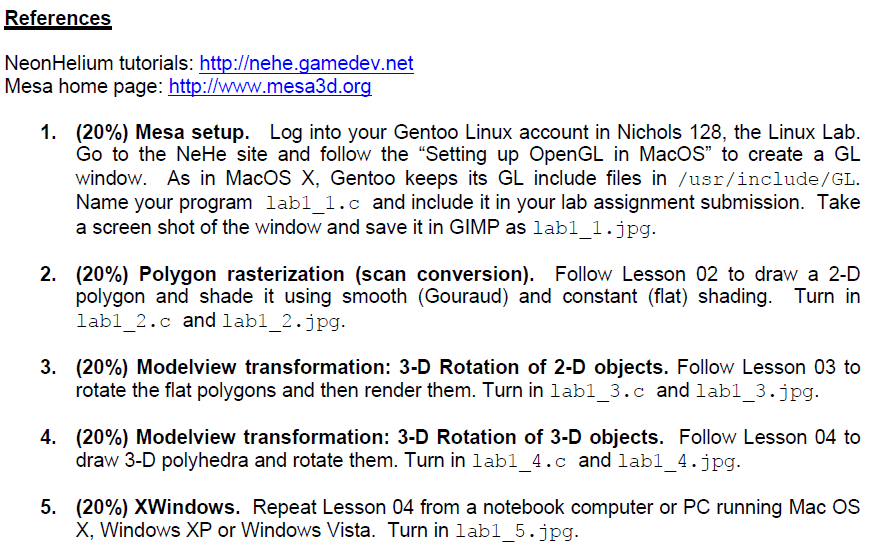 References
NeonHelium tutorials: http://nehe.gamedev.net
Mesa home page: http://www.mesa3d.org
1. (20%) Mesa setup. Log into your Gentoo Linux account in Nichols 128, the Linux Lab.
Go to the NeHe site and follow the “Setting up OpenGL in MacOS” to create a GL
window. As in MacOS X, Gentoo keeps its GL include files in /usr/include/GL.
Name your program lab1_1.c and include it in your lab assignment submission. Take
a screen shot of the window and save it in GIMP as lab1_1.jpg.
2. (20%) Polygon rasterization (scan conversion). Follow Lesson 02 to draw a 2-D
polygon and shade it using smooth (Gouraud) and constant (flat) shading. Turn in
lab1_2.c and lab1_2.jpg.
3. (20%) Modelview transformation: 3-D Rotation of 2-D objects. Follow Lesson 03 to
rotate the flat polygons and then render them. Turn in lab1_3.c and lab1_3.jpg.
4. (20%) Modelview transformation: 3-D Rotation of 3-D objects. Follow Lesson 04 to
draw 3-D polyhedra and rotate them. Turn in lab1_4.c and lab1_4.jpg.
5. (20%) XWindows. Repeat Lesson 04 from a notebook computer or PC running Mac OS
X, Windows XP or Windows Vista. Turn in lab1_5.jpg.